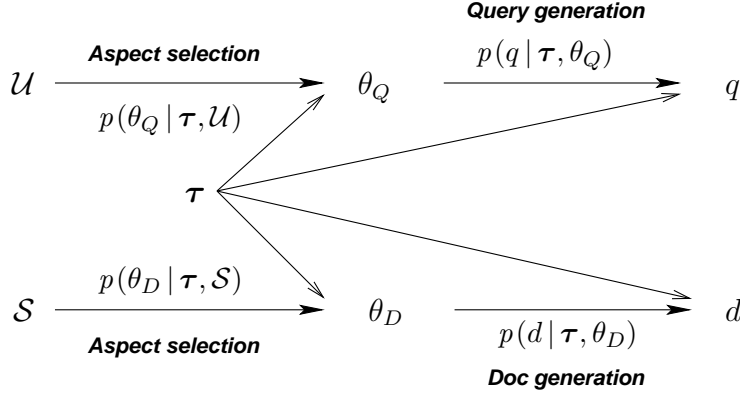 Query generation
Aspect selection
p(q | τ, θ_Q)
𝒰 θ_Q q
p(θ_Q | τ, 𝒰)
τ
p(θ_D | τ, 𝒮)
𝒮 θ_D d
p(d | τ, θ_D)
Aspect selection
Doc generation